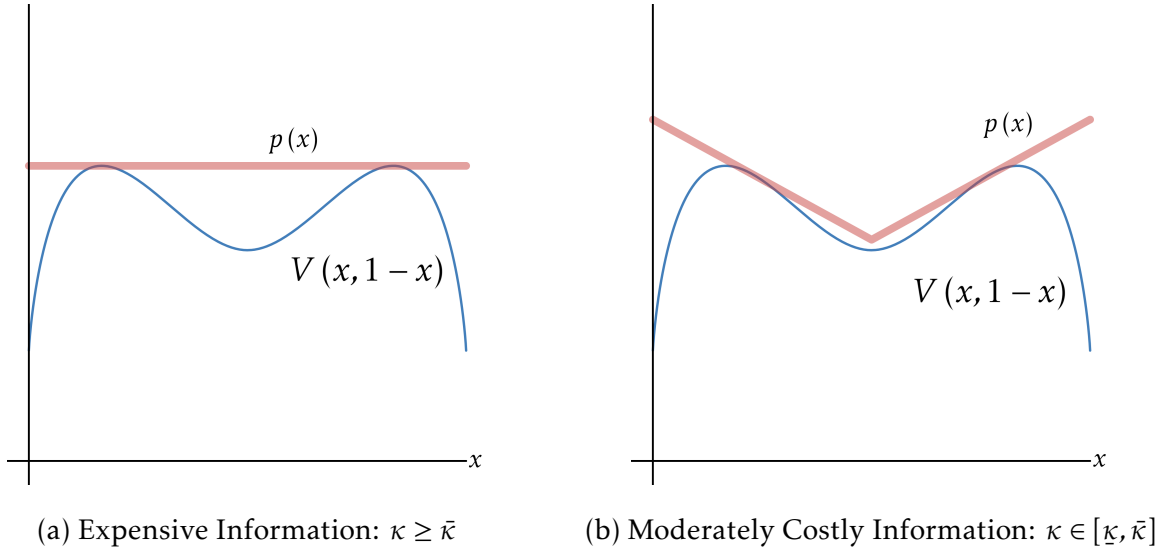 p (x)
V (x, 1 − x)
x
(a) Expensive Information: κ ≥ κ̄
p (x)
V (x, 1 − x)
x
(b) Moderately Costly Information: κ ∈ [κ̲, κ̄]